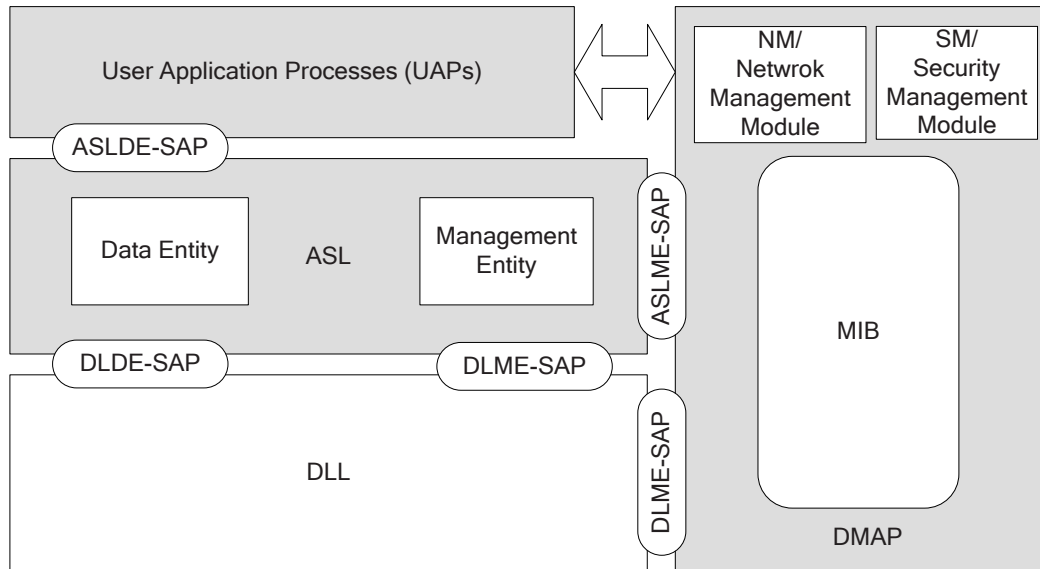 User Application Processes (UAPs)
NM/
Netwrok
Management
Module
SM/
Security
Management
Module
ASLDE-SAP
Data Entity
ASL
Management
Entity
ASLME-SAP
MIB
DLDE-SAP
DLME-SAP
DLL
DLME-SAP
DMAP